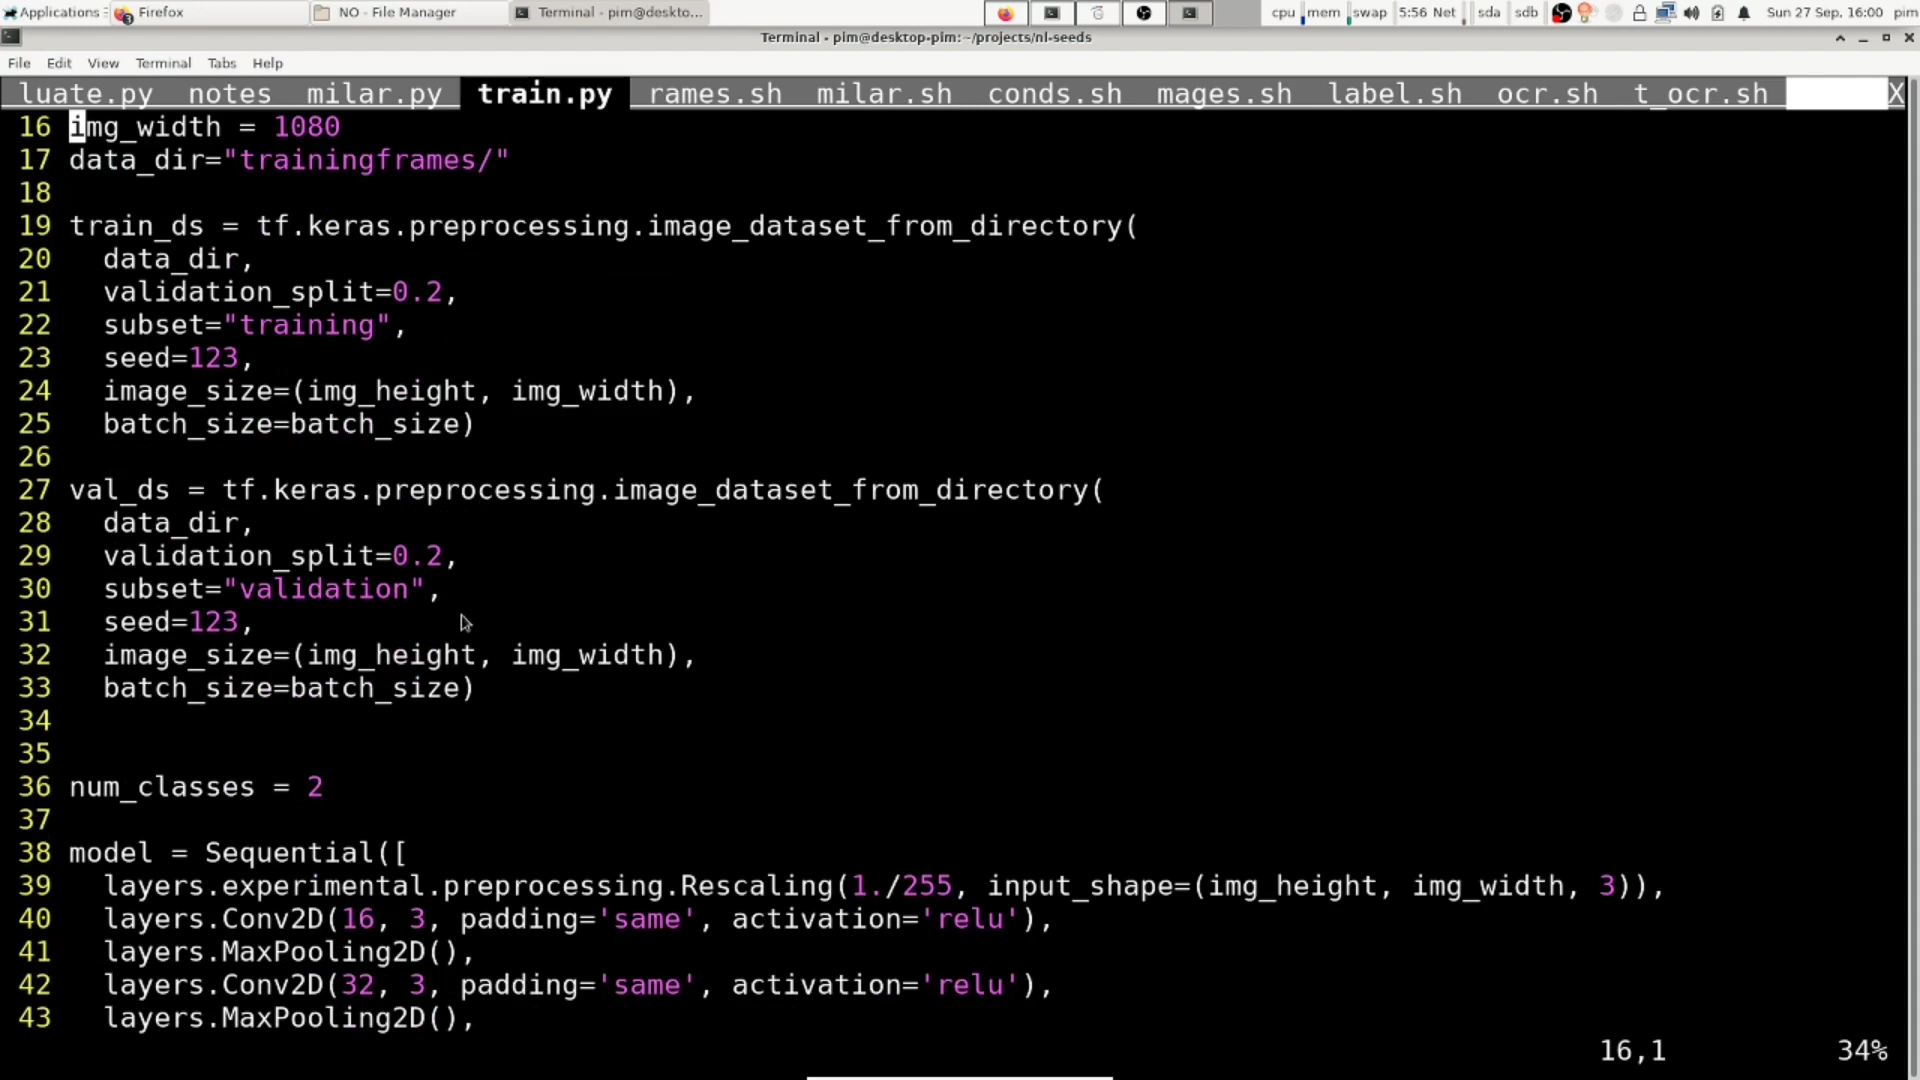 Applications
Firefox
NO - File Manager
Terminal - pim@deskto...
cpu mem swap 5:56 Net sda sdb
Sun 27 Sep, 16:00 pim
Terminal - pim@desktop-pim:~/projects/nl-seeds
File Edit View Terminal Tabs Help
luate.py notes milar.py train.py rames.sh milar.sh conds.sh mages.sh label.sh ocr.sh t_ocr.sh X
16 img_width = 1080
17 data_dir="trainingframes/"
18
19 train_ds = tf.keras.preprocessing.image_dataset_from_directory(
20   data_dir,
21   validation_split=0.2,
22   subset="training",
23   seed=123,
24   image_size=(img_height, img_width),
25   batch_size=batch_size)
26
27 val_ds = tf.keras.preprocessing.image_dataset_from_directory(
28   data_dir,
29   validation_split=0.2,
30   subset="validation",
31   seed=123,
32   image_size=(img_height, img_width),
33   batch_size=batch_size)
34
35
36 num_classes = 2
37
38 model = Sequential([
39   layers.experimental.preprocessing.Rescaling(1./255, input_shape=(img_height, img_width, 3)),
40   layers.Conv2D(16, 3, padding='same', activation='relu'),
41   layers.MaxPooling2D(),
42   layers.Conv2D(32, 3, padding='same', activation='relu'),
43   layers.MaxPooling2D(),
16,1 34%